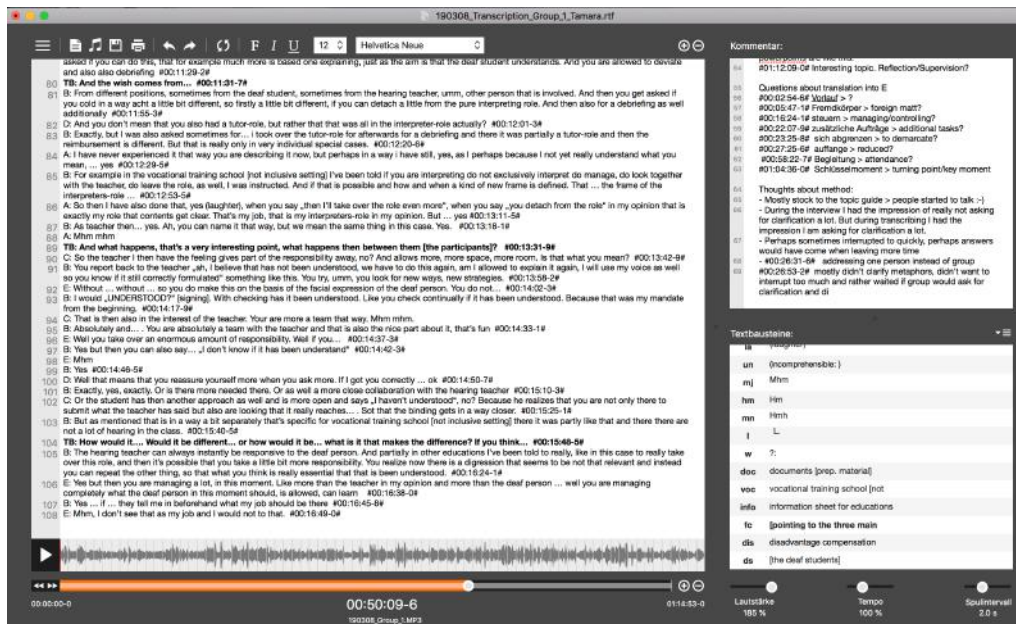 190308_Transcription_Group_1_Tamara.rtf
F I U 12 Helvetica Neue
asked if you can do this, that for example much more is based one explaining, just as the aim is that the deaf student understands. And you are allowed to deviate
and also also debriefing #00:11:29-2#
80 TB: And the wish comes from... #00:11:31-7#
81 B: From different positions, sometimes from the deaf student, sometimes from the hearing teacher, umm, other person that is involved. And then you get asked if
you cold in a way acht a little bit different, so firstly a little bit different, if you can detach a little from the pure interpreting role. And then also for a debriefing as well
additionally #00:11:55-3#
82 D: And you don't mean that you also had a tutor-role, but rather that that was all in the interpreter-role actually? #00:12:01-3#
83 B: Exactly, but I was also asked sometimes for... i took over the tutor-role for afterwards for a debriefing and there it was partially a tutor-role and then the
reimbursement is different. But that is really only in very individual special cases. #00:12:20-6#
84 A: I have never experienced it that way you are describing it now, but perhaps in a way i have still, yes, as I perhaps because I not yet really understand what you
mean, ... yes #00:12:29-5#
85 B: For example in the vocational training school [not inclusive setting] I've been told if you are interpreting do not exclusively interpret do manage, do look together
with the teacher, do leave the role, as well, I was instructed. And if that is possible and how and when a kind of new frame is defined. That ... the frame of the
interpreters-role ... #00:12:53-5#
86 A: So then I have also done that, yes (laughter), when you say „then I'll take over the role even more“, when you say „you detach from the role“ in my opinion that is
exactly my role that contents get clear. That's my job, that is my interpreters-role in my opinion. But ... yes #00:13:11-5#
87 B: As teacher then... yes. Ah, you can name it that way, but we mean the same thing in this case. Yes. #00:13:18-1#
88 A: Mhm mhm
89 TB: And what happens, that's a very interesting point, what happens then between them [the participants]? #00:13:31-9#
90 C: So the teacher I then have the feeling gives part of the responsibility away, no? And allows more, more space, more room. Is that what you mean? #00:13:42-9#
91 B: You report back to the teacher „ah, I believe that has not been understood, we have to do this again, am I allowed to explain it again, I will use my voice as well
so you know if it still correctly formulated“ something like this. You try, umm, you look for new ways, new strategies. #00:13:58-2#
92 E: Without ... without ... so you do make this on the basis of the facial expression of the deaf person. You do not... #00:14:02-3#
93 B: I would „UNDERSTOOD?“ [signing]. With checking has it been understood. Like you check continually if it has been understood. Because that was my mandate
from the beginning. #00:14:17-9#
94 C: That is then also in the interest of the teacher. Your are more a team that way. Mhm mhm.
95 B: Absolutely and... . You are absolutely a team with the teacher and that is also the nice part about it, that's fun #00:14:33-1#
96 E: Well you take over an enormous amount of responsibility. Well if you... #00:14:37-3#
97 B: Yes but then you can also say... „I don't know if it has been understand“ #00:14:42-3#
98 E: Mhm
99 B: Yes #00:14:46-5#
100 D: Well that means that you reassure yourself more when you ask more. If I got you correctly ... ok #00:14:50-7#
101 B: Exactly, yes, exactly. Or is there more needed there. Or as well a more close collaboration with the hearing teacher #00:15:10-3#
102 C: Or the student has then another approach as well and is more open and says „I haven't understood“, no? Because he realizes that you are not only there to
submit what the teacher has said but also are looking that it really reaches... . Sot that the binding gets in a way closer. #00:15:25-1#
103 B: But as mentioned that is in a way a bit separately that's specific for vocational training school [not inclusive setting] there it was partly like that and there there are
not a lot of hearing in the class. #00:15:40-5#
104 TB: How would it.... Would it be different... or how would it be... what is it that makes the difference? If you think... #00:15:48-5#
105 B: The hearing teacher can always instantly be responsive to the deaf person. And partially in other educations I've been told to really, like in this case to really take
over this role, and then it's possible that you take a little bit more responsibility. You realize now there is a digression that seems to be not that relevant and instead
you can repeat the other thing, so that what you think is really essential that that is been understood. #00:16:24-1#
106 E: Yes but then you are managing a lot, in this moment. Like more than the teacher in my opinion and more than the deaf person ... well you are managing
completely what the deaf person in this moment should, is allowed, can learn #00:16:38-0#
107 B: Yes ... if ... they tell me in beforehand what my job should be there #00:16:45-6#
108 E: Mhm, I don't see that as my job and I would not to that. #00:16:49-0#
00:00:00-0
00:50:09-6
01:14:53-0
190308_Group_1.MP3
Kommentar:
#01:12:09-0# Interesting topic. Reflection/Supervision?
Questions about translation into E
#00:02:54-6# Vorlauf > ?
#00:05:47-1# Fremdkörper > foreign matt?
#00:16:24-1# steuern > managing/controlling?
#00:22:07-9# zusätzliche Aufträge > additional tasks?
#00:23:25-8# sich abgrenzen > to demarcate?
#00:27:25-6# auffange > reduced?
#00:58:22-7# Begleitung > attendance?
#01:04:36-0# Schlüsselmoment > turning point/key moment
Thoughts about method:
- Mostly stock to the topic guide > people started to talk ;-)
- During the interview I had the impression of really not asking
for clarification a lot. But during transcribing I had the
impression I am asking for clarification a lot.
- Perhaps sometimes interrupted to quickly, perhaps answers
would have come when leaving more time
- #00:26:31-6# addressing one person instead of group
#00:26:53-2# mostly didn't clarify metaphors, didn't want to
interrupt too much and rather waited if group would ask for
clarification and di
Textbausteine:
un (incomprehensible: )
mj Mhm
hm Hm
mn Hmh
w ?:
doc documents [prep. material]
voc vocational training school [not
info information sheet for educations
fc [pointing to the three main
dis disadvantage compensation
ds [the deaf students]
Lautstärke
185 %
Tempo
100 %
Spulintervall
2.0 s